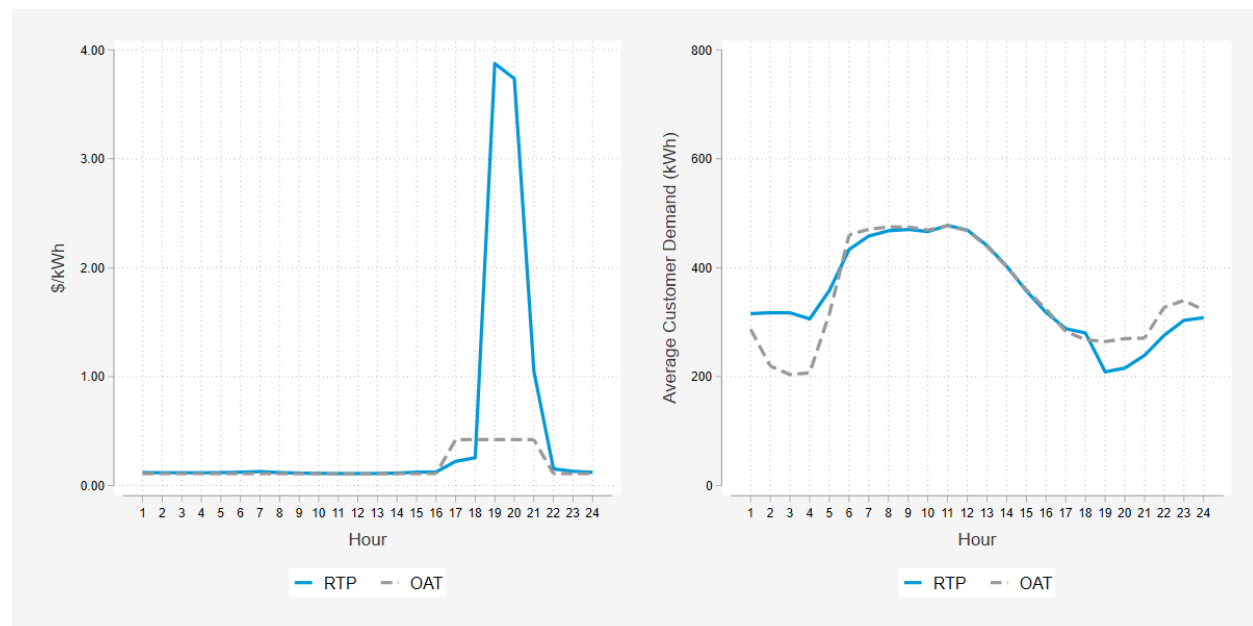 4.00
3.00
2.00
1.00
0.00
$/kWh
1 2 3 4 5 6 7 8 9 10 11 12 13 14 15 16 17 18 19 20 21 22 23 24
Hour
RTP OAT
800
600
400
200
0
Average Customer Demand (kWh)
1 2 3 4 5 6 7 8 9 10 11 12 13 14 15 16 17 18 19 20 21 22 23 24
Hour
RTP OAT